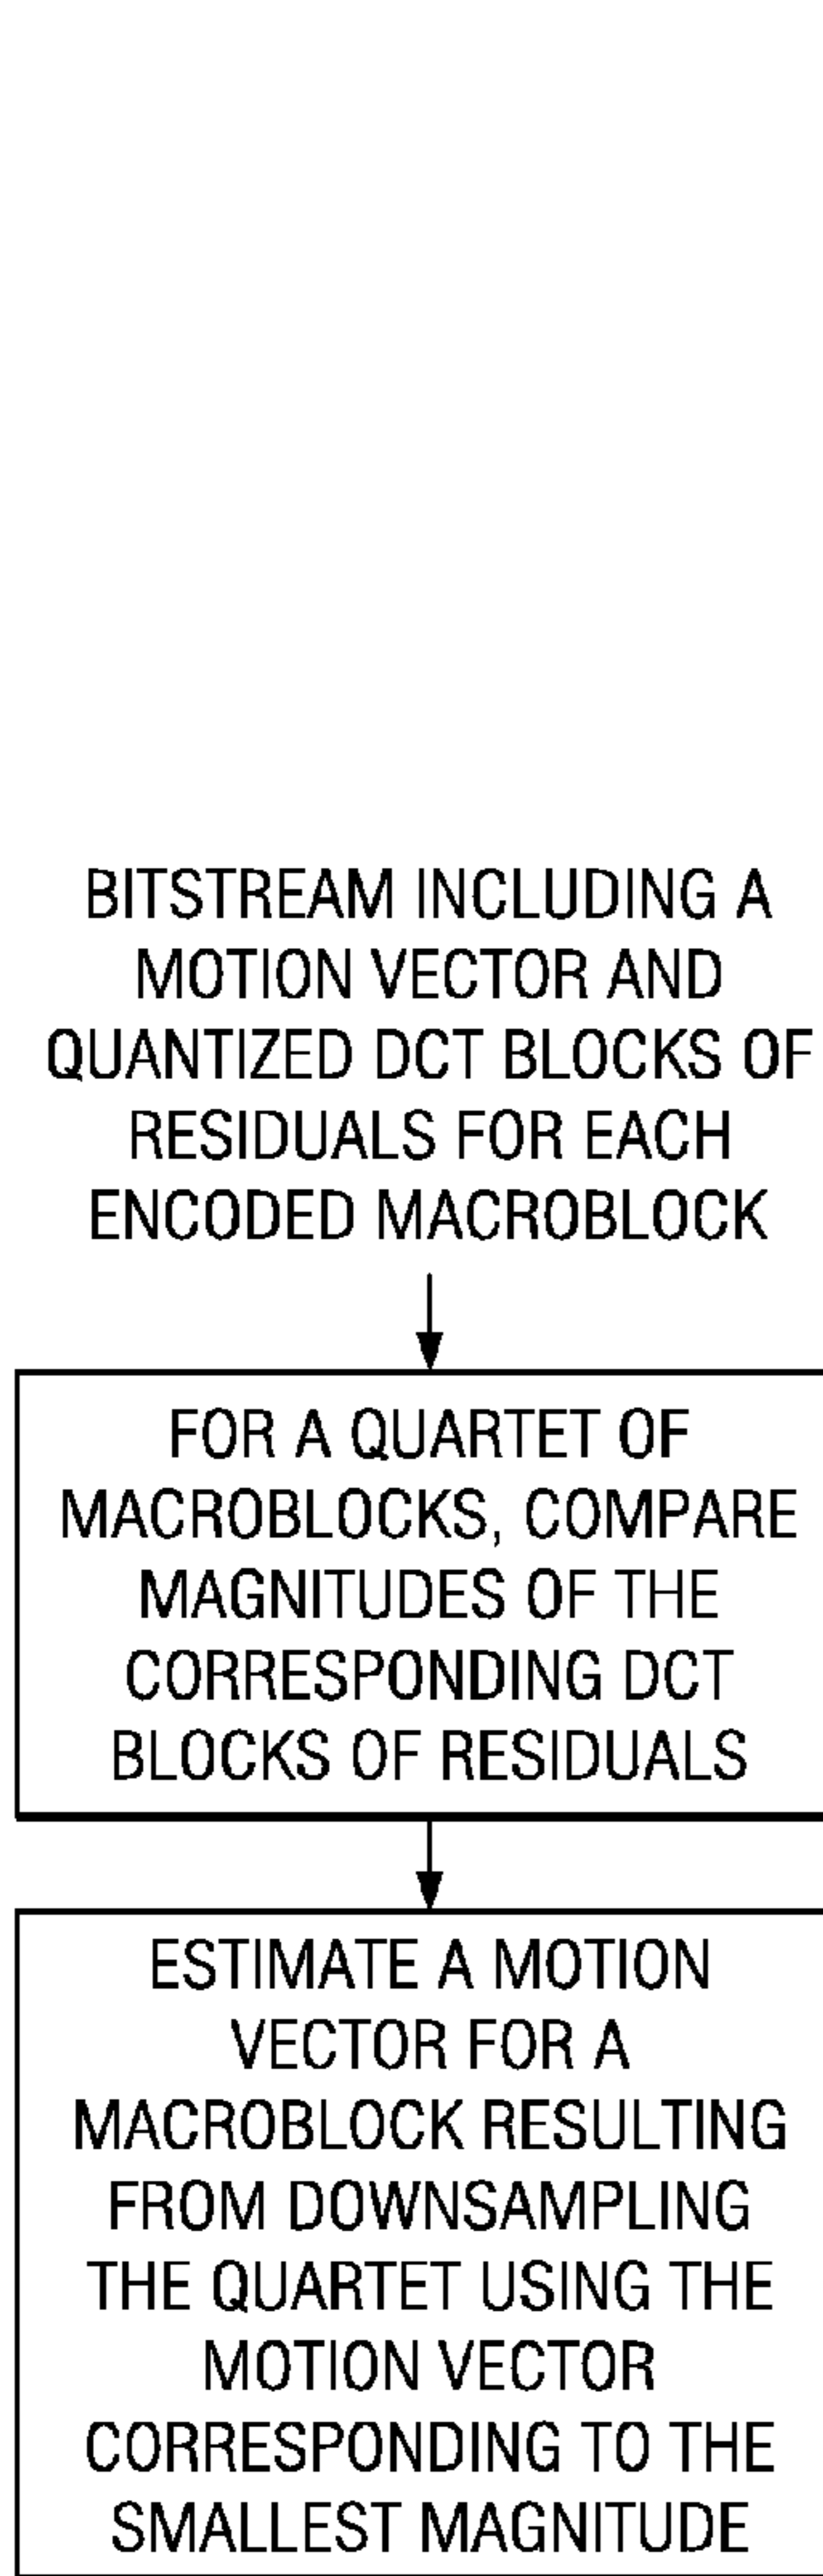 BITSTREAM INCLUDING A
MOTION VECTOR AND
QUANTIZED DCT BLOCKS OF
RESIDUALS FOR EACH
ENCODED MACROBLOCK
FOR A QUARTET OF
MACROBLOCKS, COMPARE
MAGNITUDES OF THE
CORRESPONDING DCT
BLOCKS OF RESIDUALS
ESTIMATE A MOTION
VECTOR FOR A
MACROBLOCK RESULTING
FROM DOWNSAMPLING
THE QUARTET USING THE
MOTION VECTOR
CORRESPONDING TO THE
SMALLEST MAGNITUDE